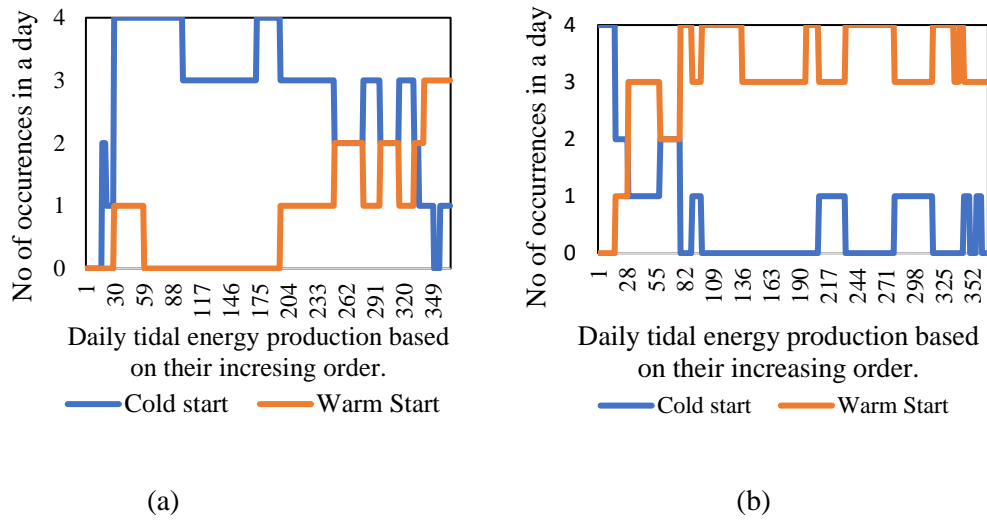 No of occurences in a day
4
3
2
1
0
1 30 59 88 117 146 175 204 233 262 291 320 349
Daily tidal energy production based
on their incresing order.
Cold start Warm Start
(a)
No of occurrences in a day
4
3
2
1
0
1 28 55 82 109 136 163 190 217 244 271 298 325 352
Daily tidal energy production based
on their increasing order.
Cold start Warm Start
(b)